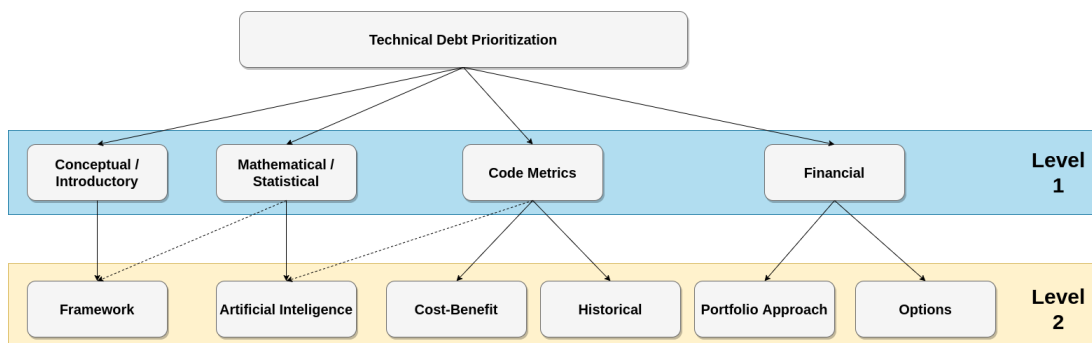 Technical Debt Prioritization
Conceptual /
Introductory
Mathematical /
Statistical
Code Metrics
Financial
Level
1
Framework
Artificial Inteligence
Cost-Benefit
Historical
Portfolio Approach
Options
Level
2